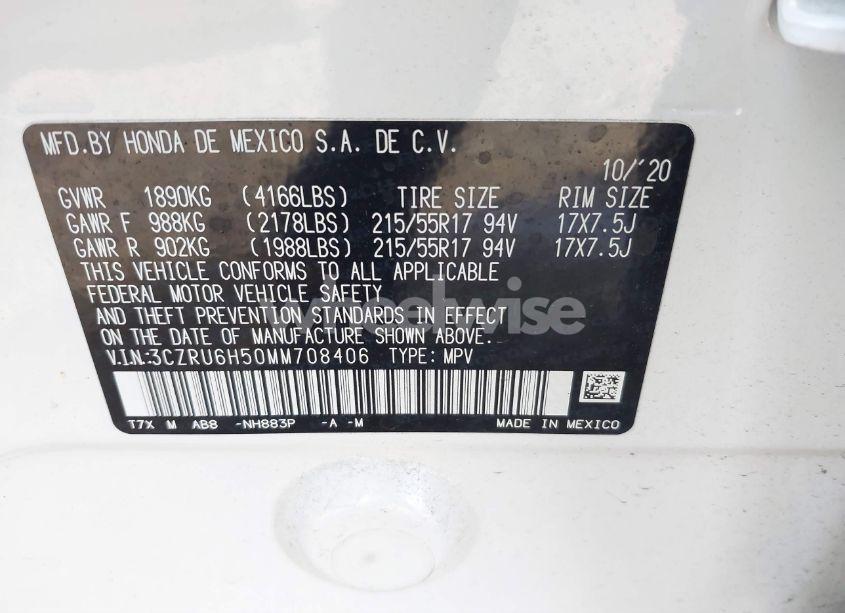 MFD.BY HONDA DE MEXICO S.A. DE C.V.
10/'20
GVWR 1890KG (4166LBS) TIRE SIZE RIM SIZE
GAWR F 988KG (2178LBS) 215/55R17 94V 17X7.5J
GAWR R 902KG (1988LBS) 215/55R17 94V 17X7.5J
THIS VEHICLE CONFORMS TO ALL APPLICABLE
FEDERAL MOTOR VEHICLE SAFETY
AND THEFT PREVENTION STANDARDS IN EFFECT
ON THE DATE OF MANUFACTURE SHOWN ABOVE.
V.I.N.:3CZRU6H50MM708406 TYPE: MPV
T7X M AB8 -NH883P -A -M MADE IN MEXICO